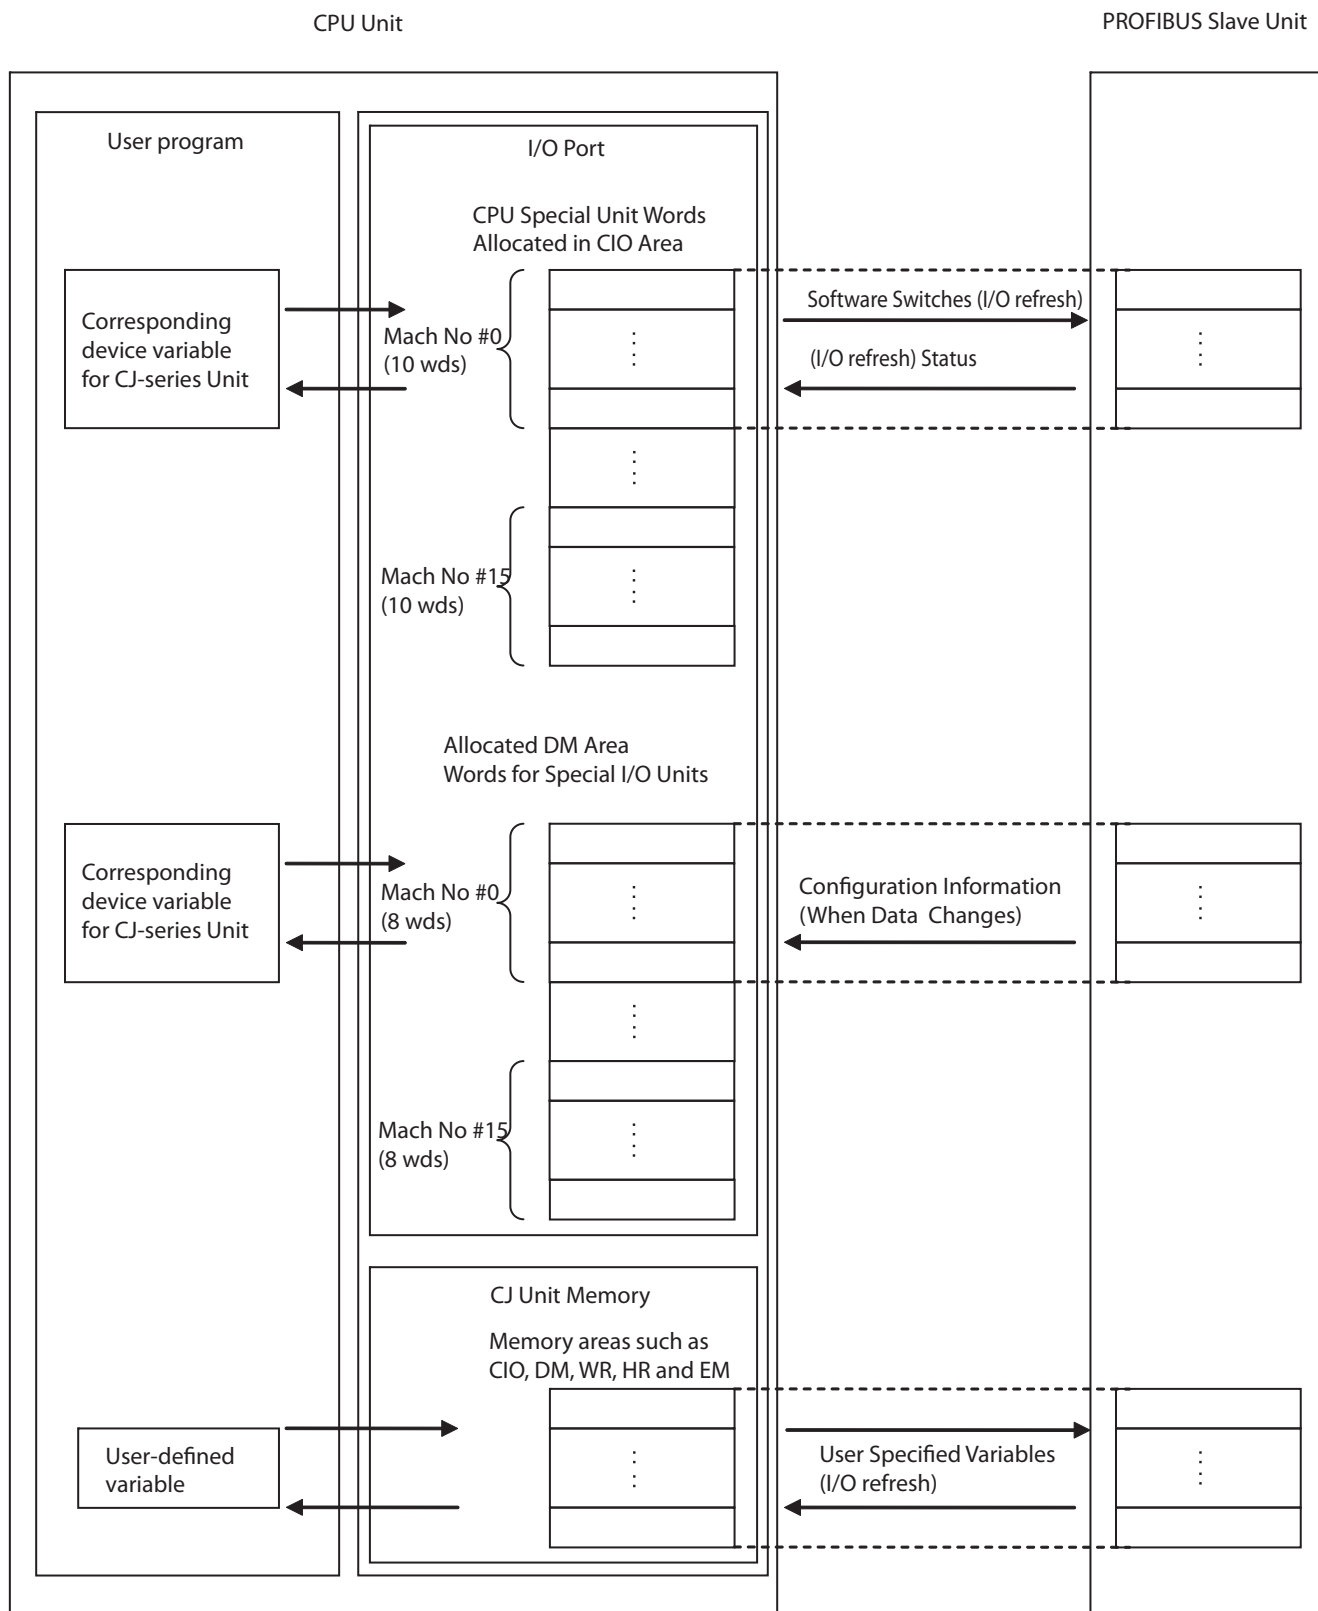 CPU Unit
PROFIBUS Slave Unit
User program
I/O Port
CPU Special Unit Words
Allocated in CIO Area
Corresponding
device variable
for CJ-series Unit
Mach No #0
(10 wds)
Software Switches (I/O refresh)
(I/O refresh) Status
Mach No #15
(10 wds)
Allocated DM Area
Words for Special I/O Units
Corresponding
device variable
for CJ-series Unit
Mach No #0
(8 wds)
Configuration Information
(When Data Changes)
Mach No #15
(8 wds)
CJ Unit Memory
Memory areas such as
CIO, DM, WR, HR and EM
User-defined
variable
User Specified Variables
(I/O refresh)